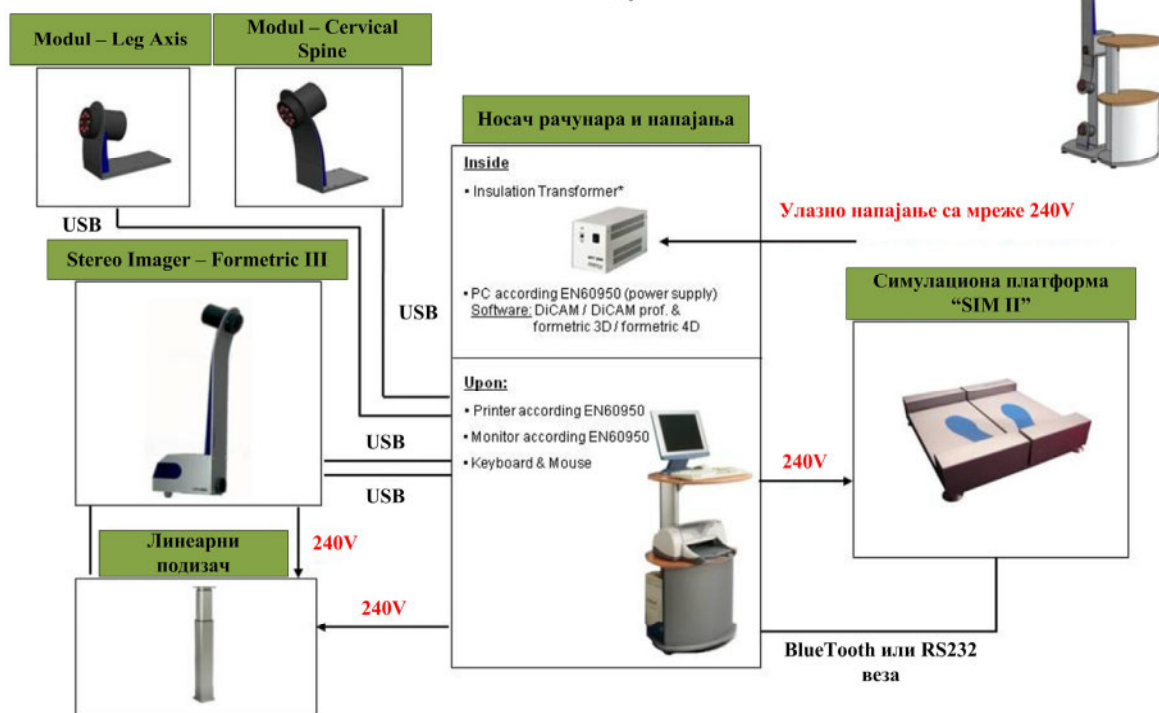 Modul – Leg Axis
Modul – Cervical
Spine
USB
USB
Stereo Imager – Formetric III
USB
USB
240V
Линеарни
подизач
240V
Носач рачунара и напајања
Inside
▪ Insulation Transformer*
▪ PC according EN60950 (power supply)
Software: DiCAM / DiCAM prof. &
formetric 3D / formetric 4D
Upon:
▪ Printer according EN60950
▪ Monitor according EN60950
▪ Keyboard & Mouse
Улазно напајање са мреже 240V
Симулациона платформа
“SIM II”
240V
BlueTooth или RS232
веза